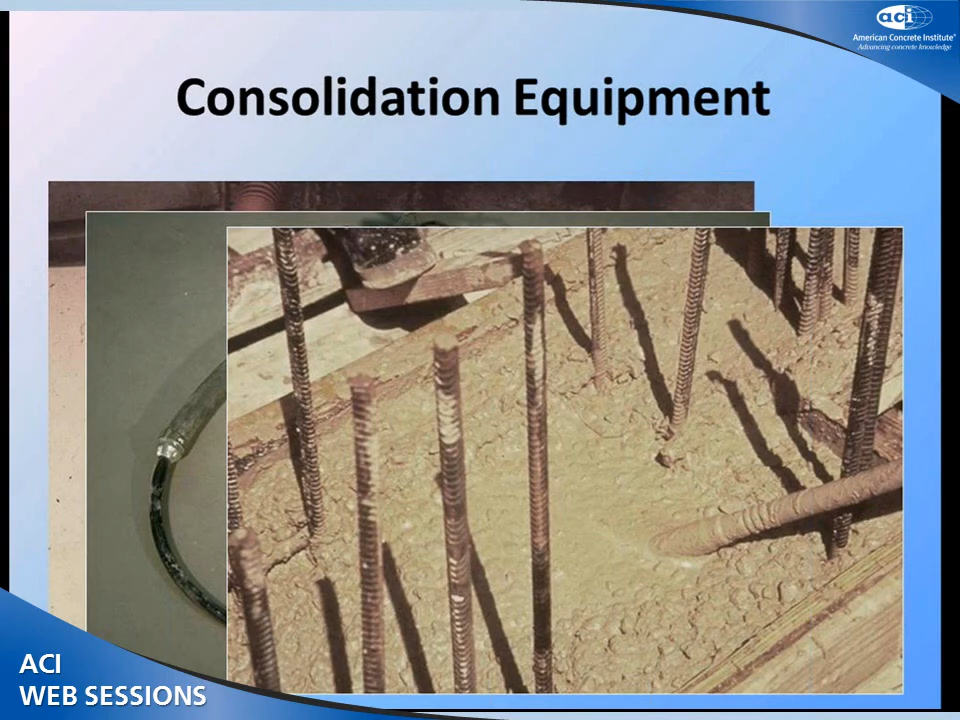 aci
American Concrete Institute®
Advancing concrete knowledge
Consolidation Equipment
ACI
WEB SESSIONS